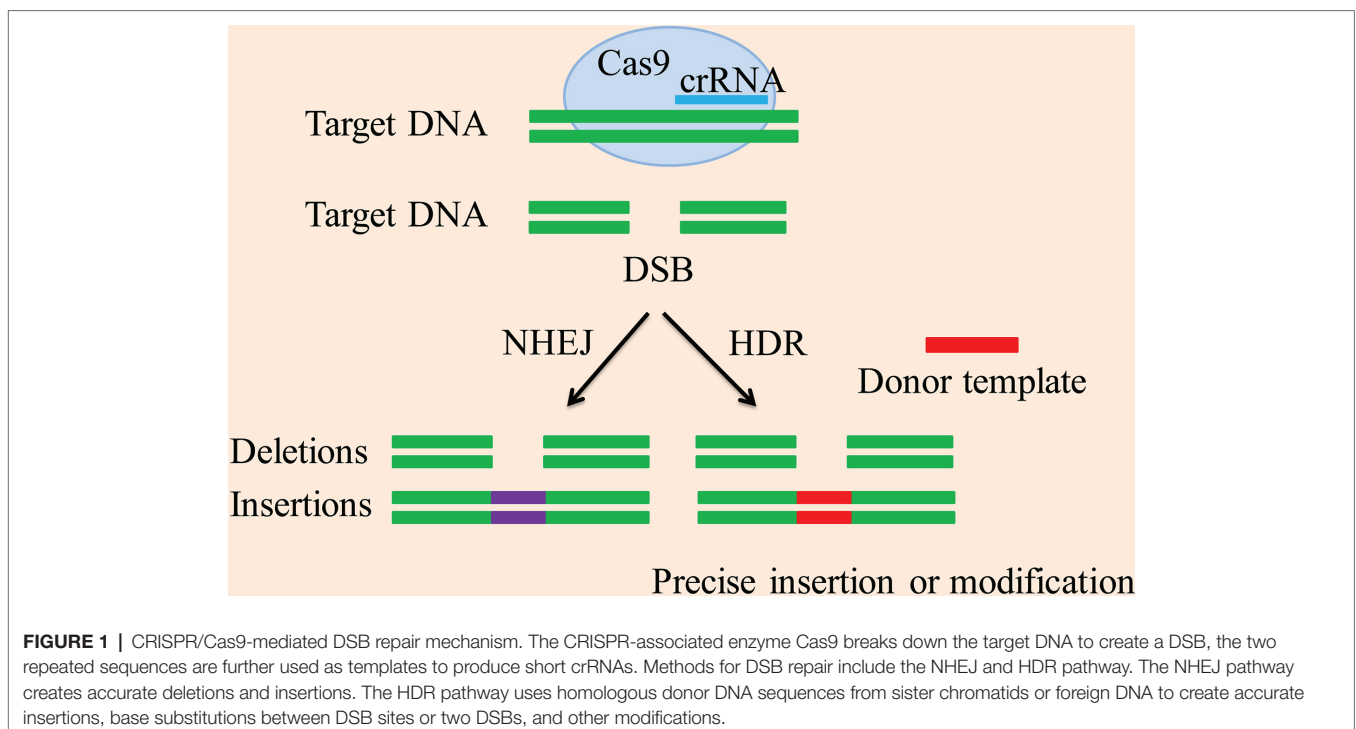 Cas9
crRNA
Target DNA
Target DNA
DSB
NHEJ
HDR
Donor template
Deletions
Insertions
Precise insertion or modification
FIGURE 1 | CRISPR/Cas9-mediated DSB repair mechanism. The CRISPR-associated enzyme Cas9 breaks down the target DNA to create a DSB, the two
repeated sequences are further used as templates to produce short crRNAs. Methods for DSB repair include the NHEJ and HDR pathway. The NHEJ pathway
creates accurate deletions and insertions. The HDR pathway uses homologous donor DNA sequences from sister chromatids or foreign DNA to create accurate
insertions, base substitutions between DSB sites or two DSBs, and other modifications.